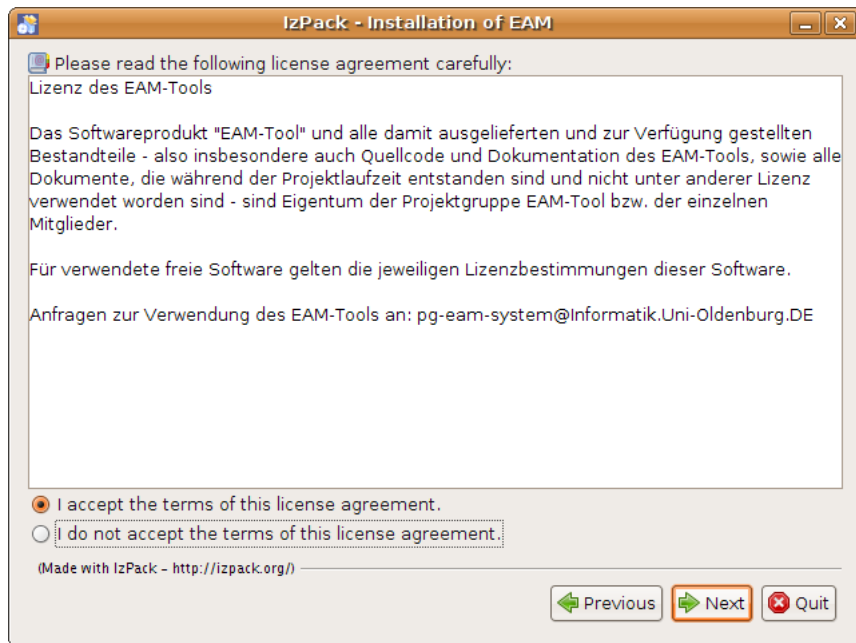 IzPack - Installation of EAM
Please read the following license agreement carefully:
Lizenz des EAM-Tools
Das Softwareprodukt "EAM-Tool" und alle damit ausgelieferten und zur Verfügung gestellten
Bestandteile - also insbesondere auch Quellcode und Dokumentation des EAM-Tools, sowie alle
Dokumente, die während der Projektlaufzeit entstanden sind und nicht unter anderer Lizenz
verwendet worden sind - sind Eigentum der Projektgruppe EAM-Tool bzw. der einzelnen
Mitglieder.
Für verwendete freie Software gelten die jeweiligen Lizenzbestimmungen dieser Software.
Anfragen zur Verwendung des EAM-Tools an: pg-eam-system@Informatik.Uni-Oldenburg.DE
I accept the terms of this license agreement.
I do not accept the terms of this license agreement.
(Made with IzPack - http://izpack.org/)
Previous Next Quit